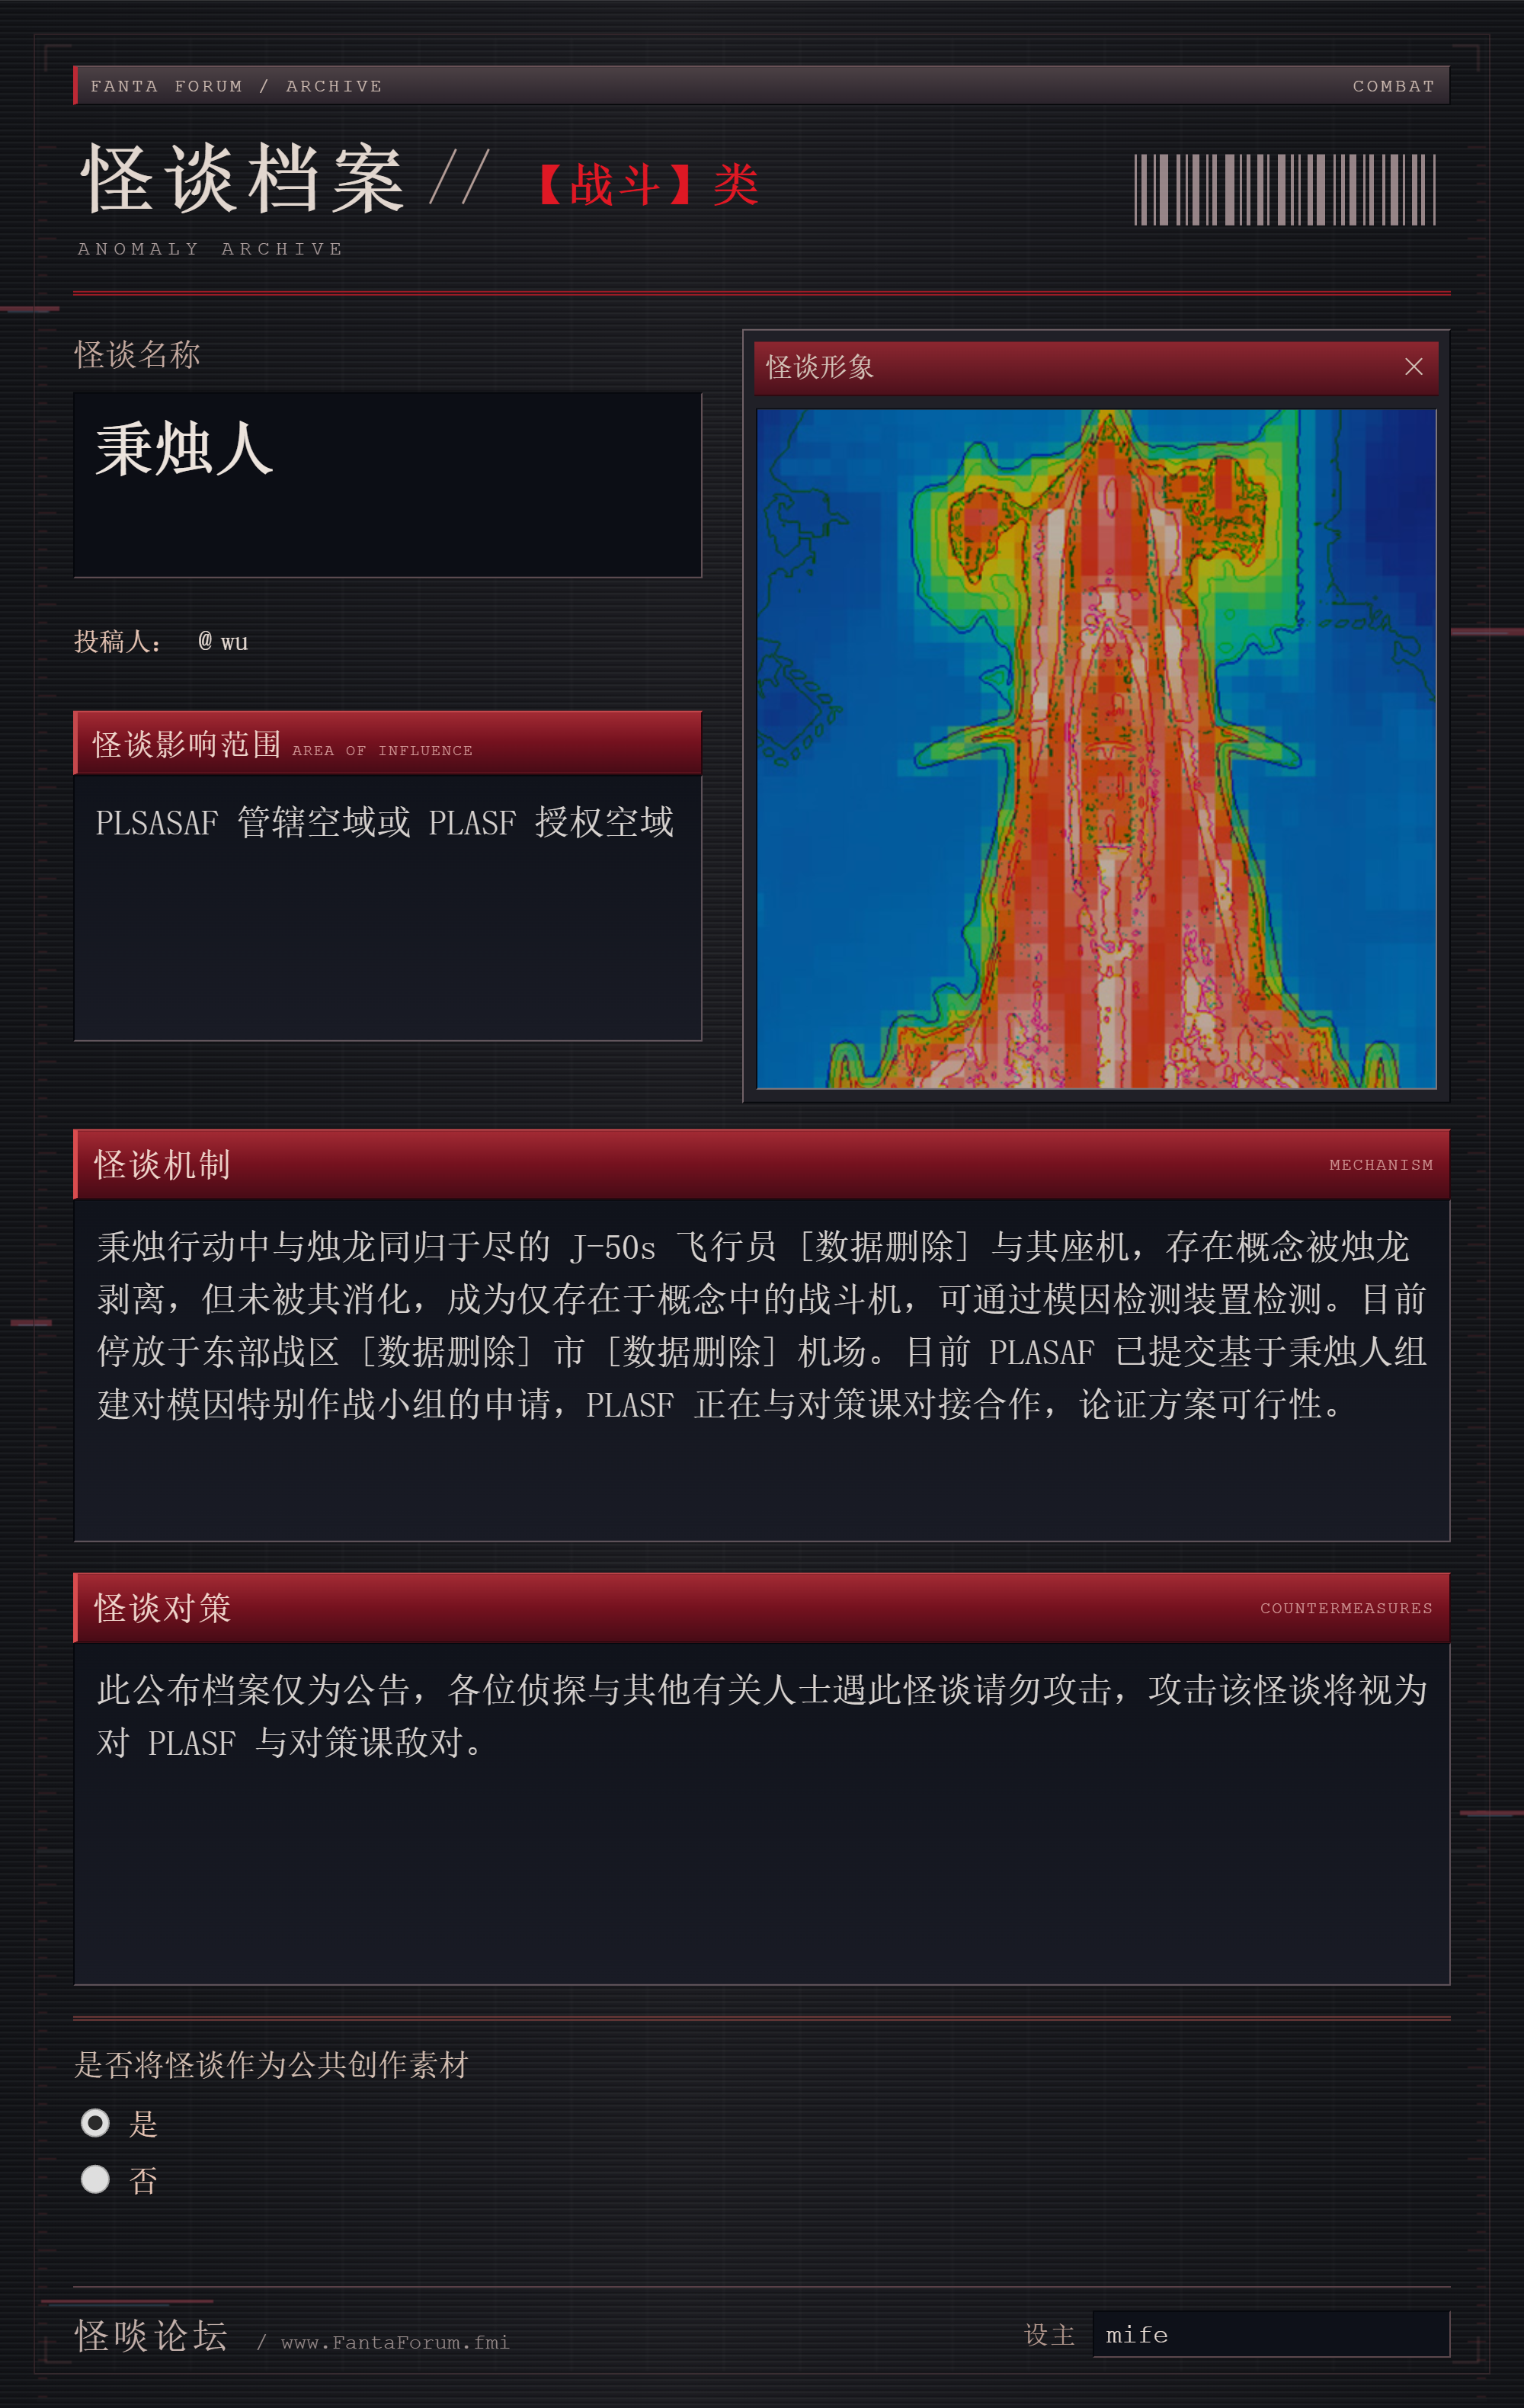 FANTA FORUM / ARCHIVE
COMBAT
怪谈档案 // 【战斗】类
ANOMALY ARCHIVE
怪谈名称
秉烛人
投稿人： @ wu
怪谈影响范围 AREA OF INFLUENCE
PLSASAF 管辖空域或 PLASF 授权空域
怪谈形象
怪谈机制
MECHANISM
秉烛行动中与烛龙同归于尽的 J-50s 飞行员 [数据删除] 与其座机，存在概念被烛龙
剥离，但未被其消化，成为仅存在于概念中的战斗机，可通过模因检测装置检测。目前
停放于东部战区 [数据删除] 市 [数据删除] 机场。目前 PLASAF 已提交基于秉烛人组
建对模因特别作战小组的申请，PLASF 正在与对策课对接合作，论证方案可行性。
怪谈对策
COUNTERMEASURES
此公布档案仅为公告，各位侦探与其他有关人士遇此怪谈请勿攻击，攻击该怪谈将视为
对 PLASF 与对策课敌对。
是否将怪谈作为公共创作素材
是
否
怪啖论坛 / www.FantaForum.fmi
设主 mife